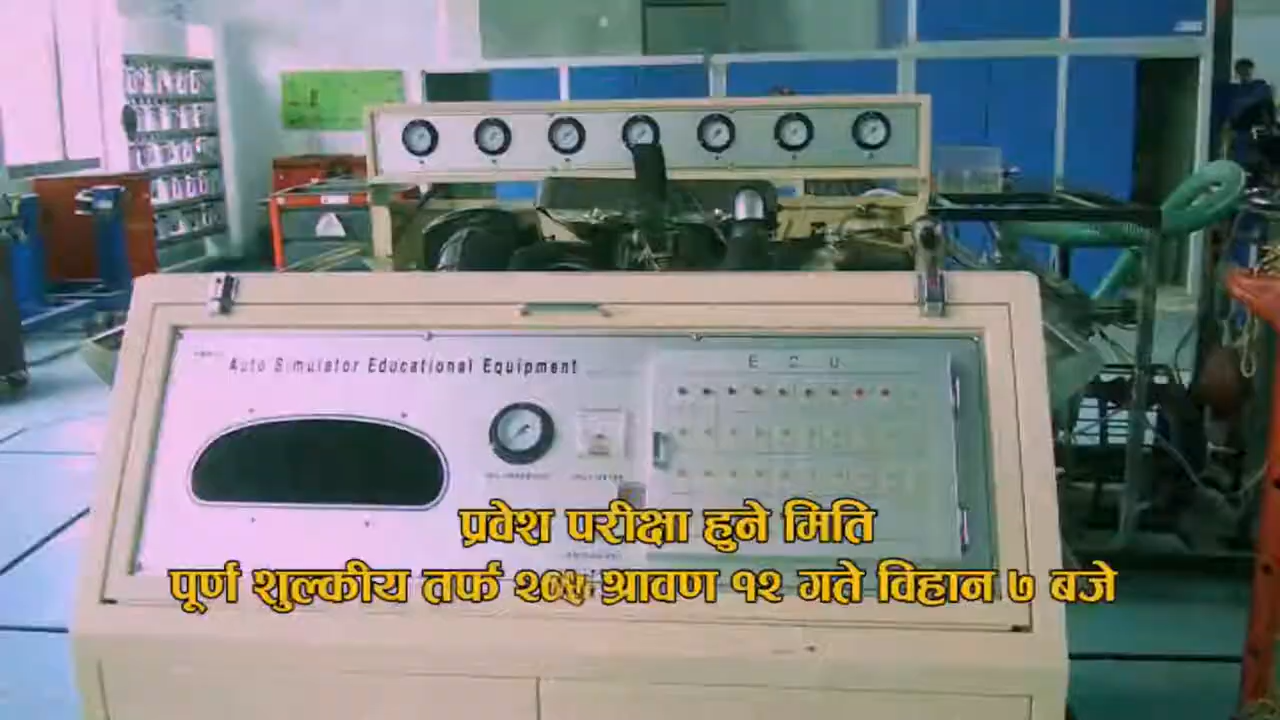 Auto Simulator Educational Equipment
E C U
प्रवेश परीक्षा हुने मिति
पूर्ण शुल्कीय तर्फ श्रावण १२ गते विहान ७ बजे